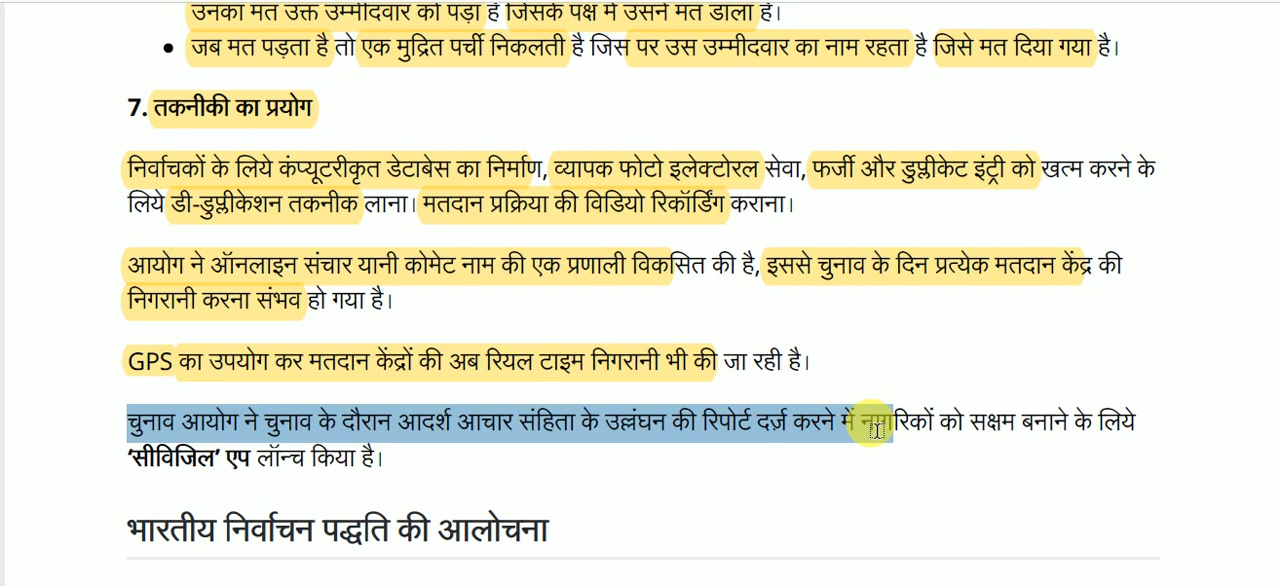 उनका मत उक्त उम्मीदवार को पड़ा है जिसके पक्ष में उसने मत डाला है।
• जब मत पड़ता है तो एक मुद्रित पर्ची निकलती है जिस पर उस उम्मीदवार का नाम रहता है जिसे मत दिया गया है।
7. तकनीकी का प्रयोग
निर्वाचकों के लिये कंप्यूटरीकृत डेटाबेस का निर्माण, व्यापक फोटो इलेक्टोरल सेवा, फर्जी और डुप्लीकेट इंट्री को खत्म करने के
लिये डी-डुप्लीकेशन तकनीक लाना। मतदान प्रक्रिया की विडियो रिकॉर्डिंग कराना।
आयोग ने ऑनलाइन संचार यानी कोमेट नाम की एक प्रणाली विकसित की है, इससे चुनाव के दिन प्रत्येक मतदान केंद्र की
निगरानी करना संभव हो गया है।
GPS का उपयोग कर मतदान केंद्रों की अब रियल टाइम निगरानी भी की जा रही है।
चुनाव आयोग ने चुनाव के दौरान आदर्श आचार संहिता के उल्लंघन की रिपोर्ट दर्ज़ करने में नागरिकों को सक्षम बनाने के लिये
‘सीविजिल’ एप लॉन्च किया है।
भारतीय निर्वाचन पद्धति की आलोचना